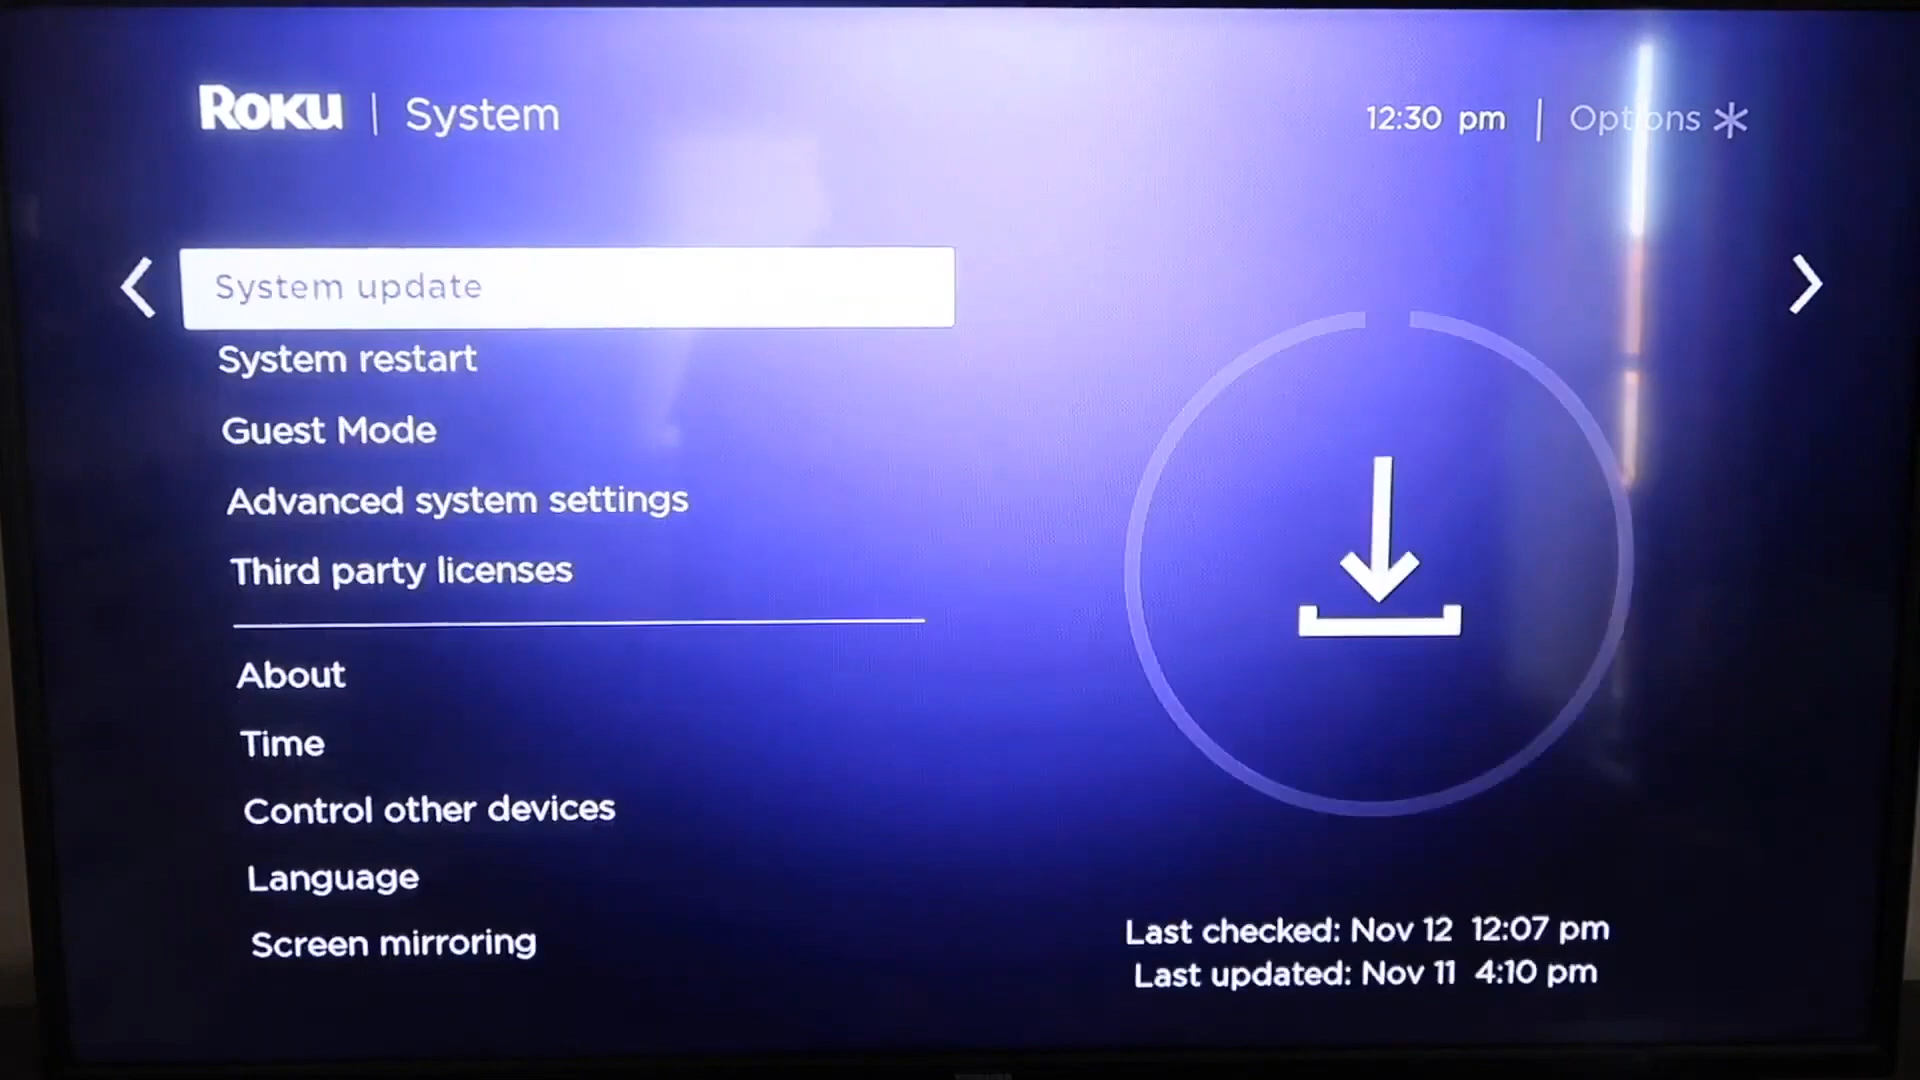 Roku | System
12:30 pm | Options
System update
System restart
Guest Mode
Advanced system settings
Third party licenses
About
Time
Control other devices
Language
Screen mirroring
Last checked: Nov 12 12:07 pm
Last updated: Nov 11 4:10 pm